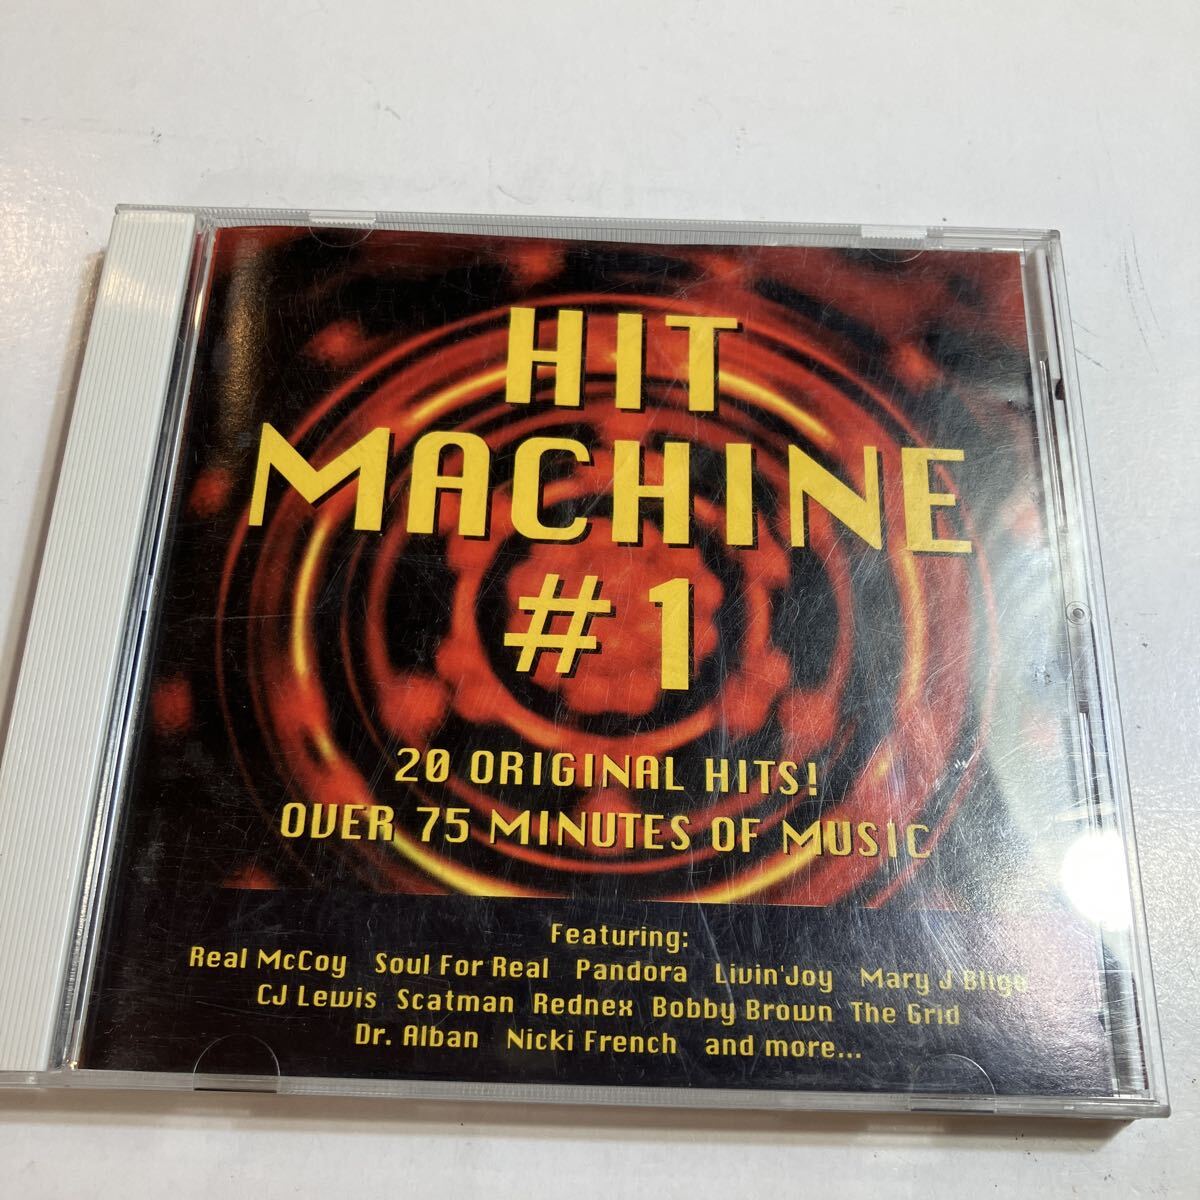 HIT
MACHINE
#1
20 ORIGINAL HITS!
OVER 75 MINUTES OF MUSIC
Featuring:
Real McCoy Soul For Real Pandora Livin'Joy Mary J Blige
CJ Lewis Scatman Rednex Bobby Brown The Grid
Dr. Alban Nicki French and more...